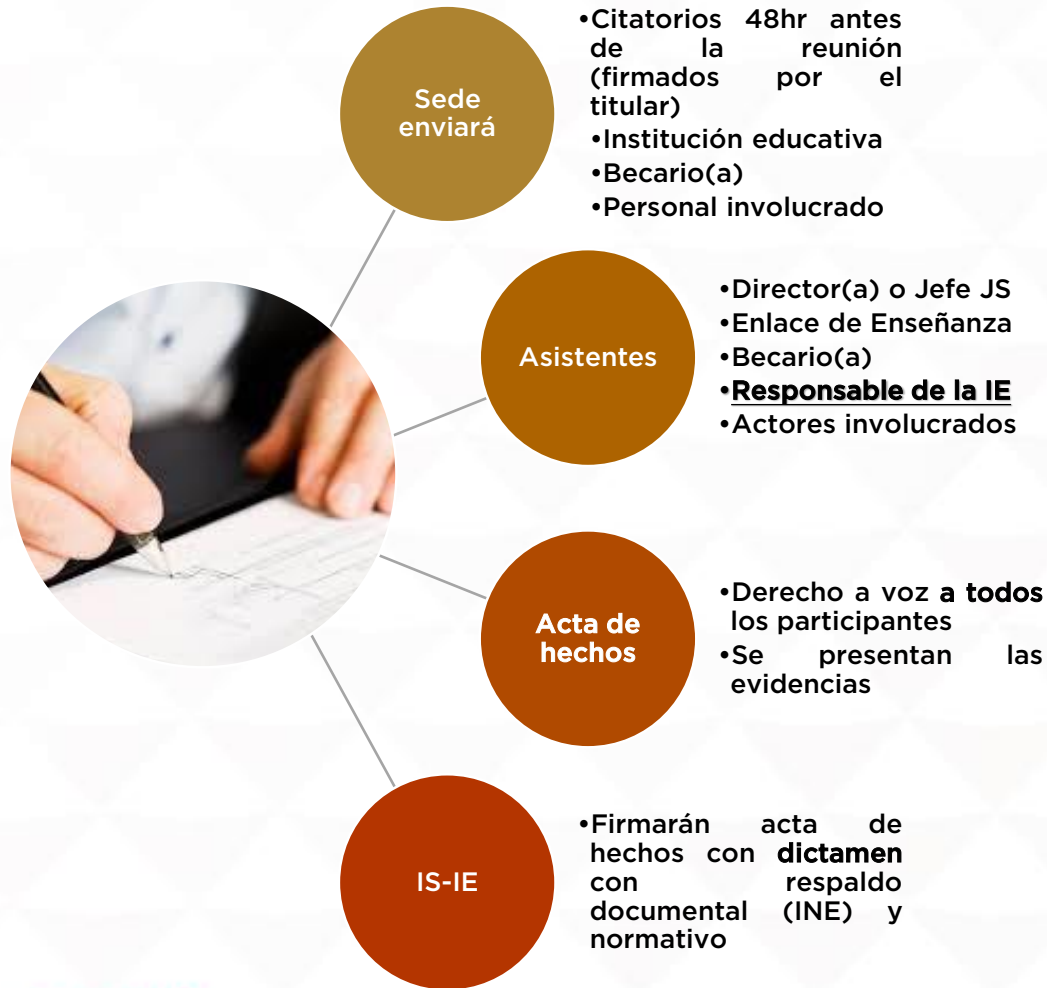 Sede
enviará
•Citatorios 48hr antes
de la reunión
(firmados por el
titular)
•Institución educativa
•Becario(a)
•Personal involucrado
Asistentes
•Director(a) o Jefe JS
•Enlace de Enseñanza
•Becario(a)
•Responsable de la IE
•Actores involucrados
Acta de
hechos
•Derecho a voz a todos
los participantes
•Se presentan las
evidencias
IS-IE
•Firmarán acta de
hechos con dictamen
con respaldo
documental (INE) y
normativo